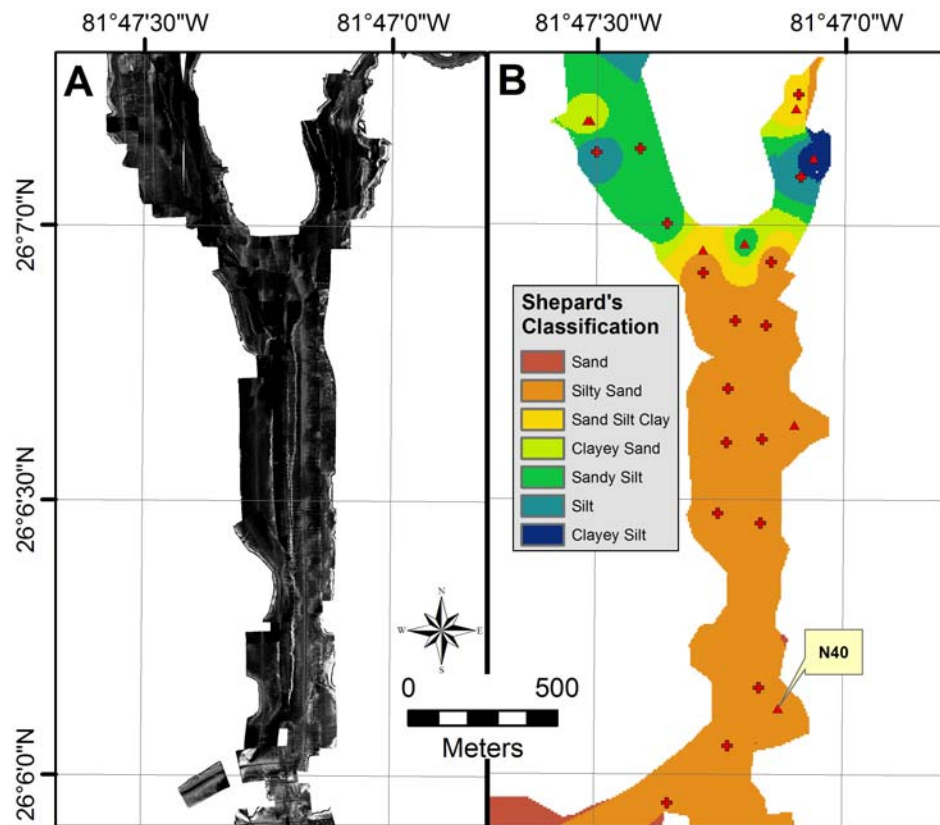 81°47'30"W
81°47'0"W
81°47'30"W
81°47'0"W
A
B
26°7'0"N
26°6'30"N
26°6'0"N
Shepard's
Classification
Sand
Silty Sand
Sand Silt Clay
Clayey Sand
Sandy Silt
Silt
Clayey Silt
N
W
E
S
0
500
Meters
N40